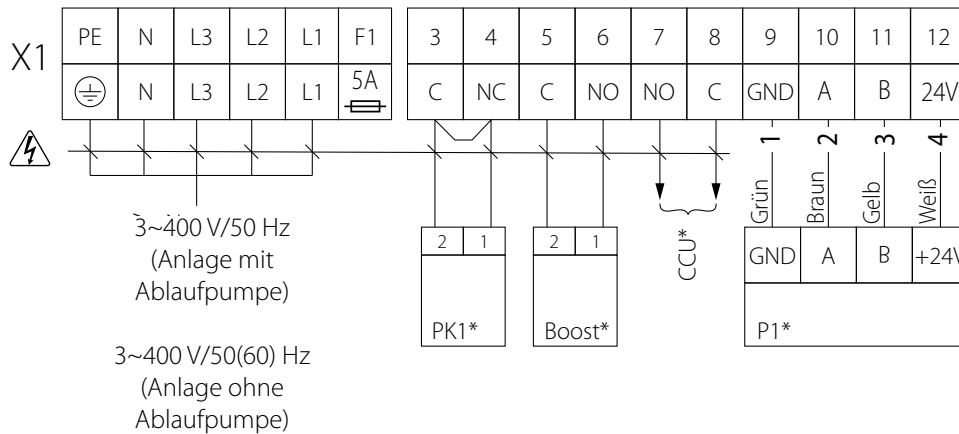 X1
PE N L3 L2 L1 F1 3 4 5 6 7 8 9 10 11 12
N L3 L2 L1 5A C NC C NO NO C GND A B 24V
1 2 3 4
Grün Braun Gelb Weiß
CCU*
3~400 V/50 Hz
(Anlage mit
Ablaufpumpe)
2 1 2 1 GND A B +24V
PK1* Boost* P1*
3~400 V/50(60) Hz
(Anlage ohne
Ablaufpumpe)